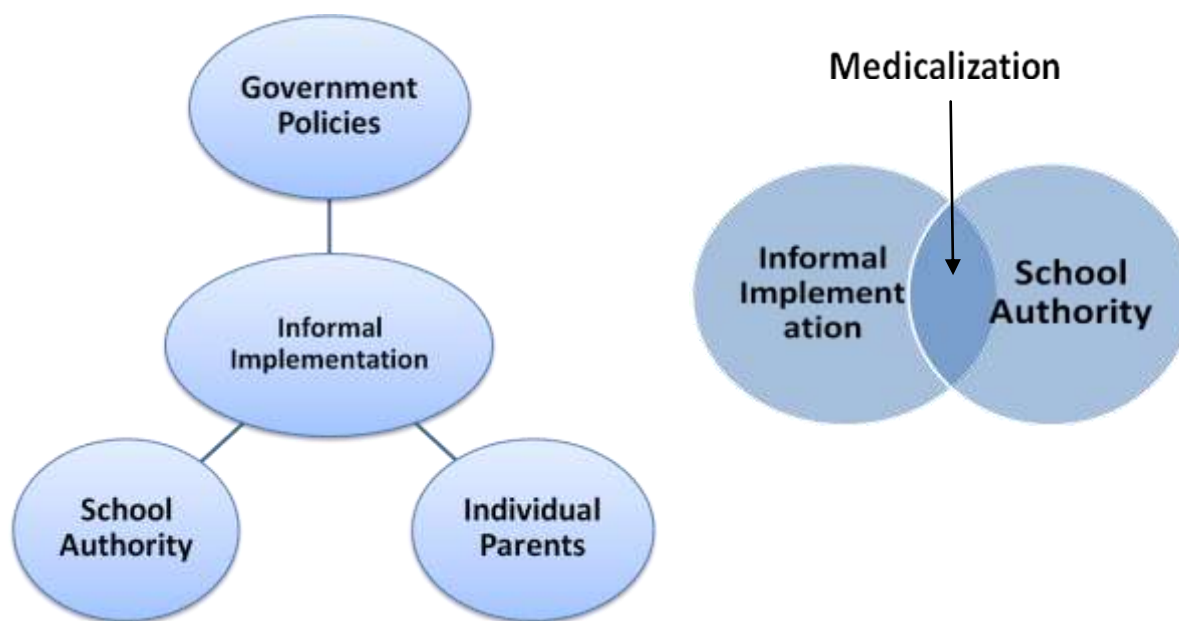 Government
Policies
Informal
Implementation
School
Authority
Individual
Parents
Medicalization
Informal
Implement
ation
School
Authority